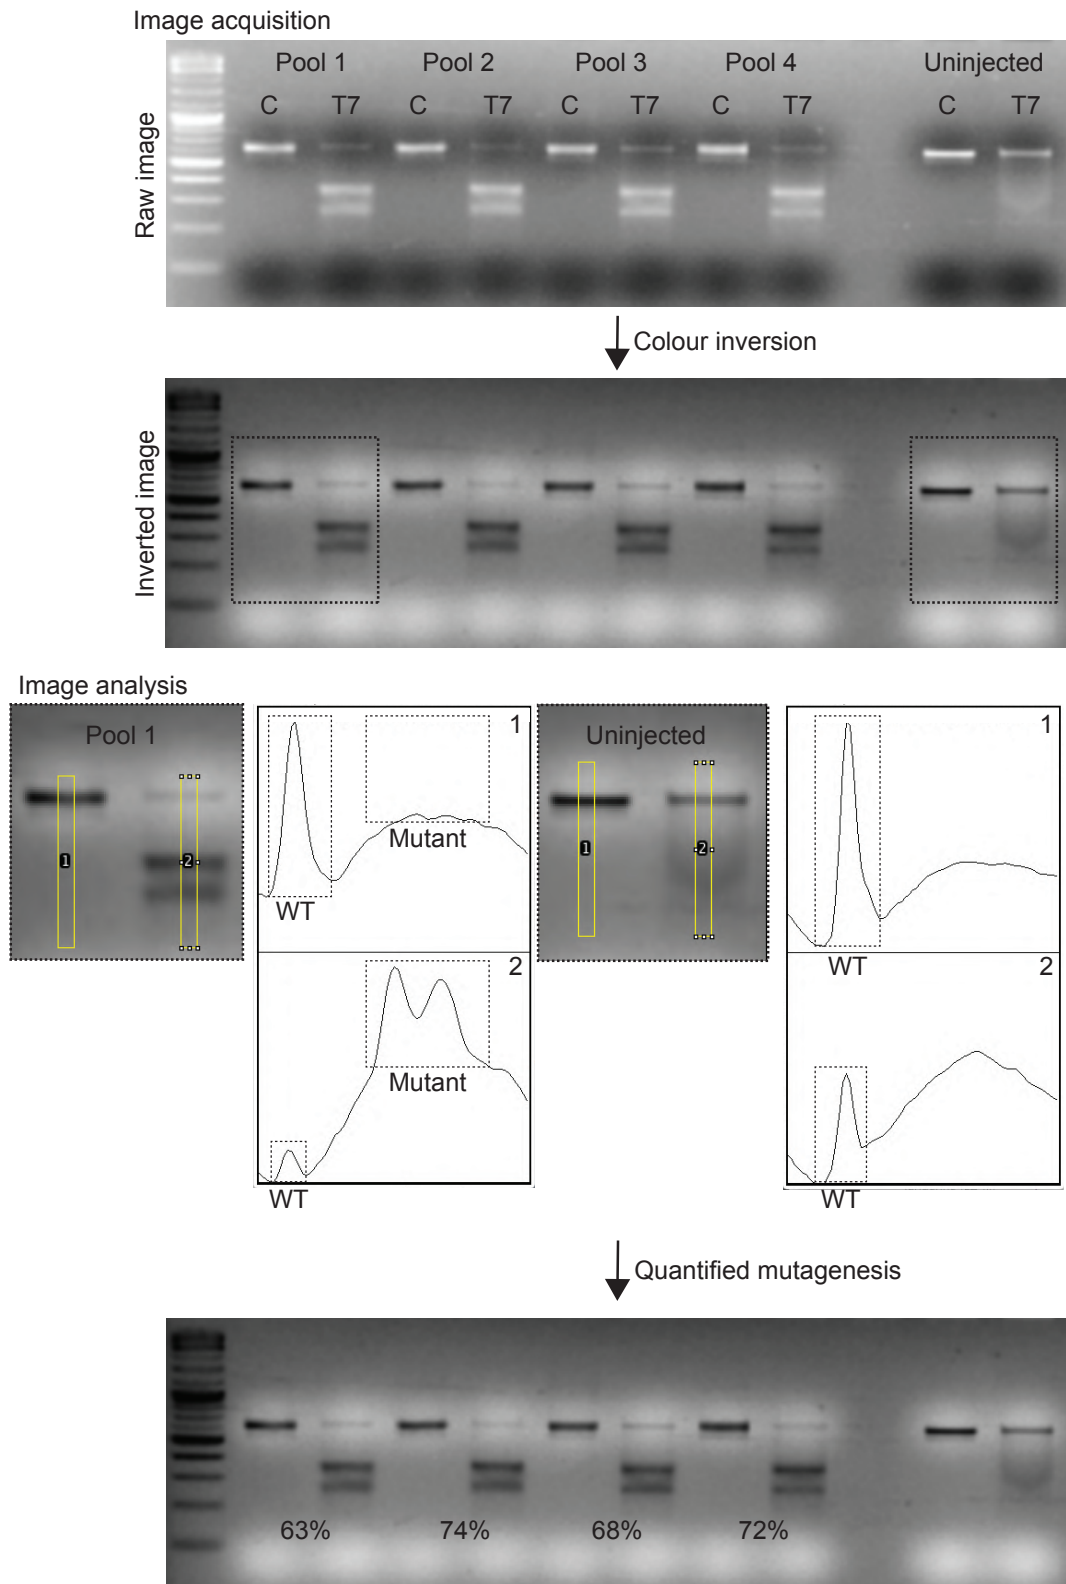 Image acquisition
Raw image
Pool 1 Pool 2 Pool 3 Pool 4 Uninjected
C T7 C T7 C T7 C T7 C T7
Colour inversion
Inverted image
Image analysis
Pool 1
1
2
1
Mutant
WT
2
Mutant
WT
Uninjected
1
2
1
WT
2
WT
Quantified mutagenesis
63% 74% 68% 72%